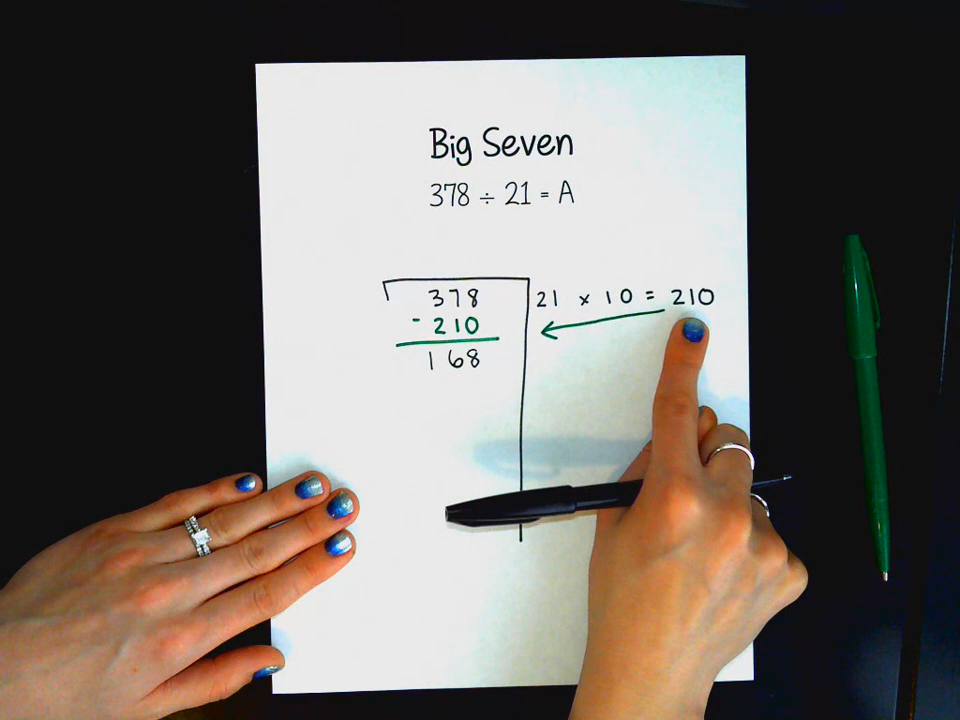 Big Seven
378 ÷ 21 = A
378
21 x 10 = 210
- 210
168